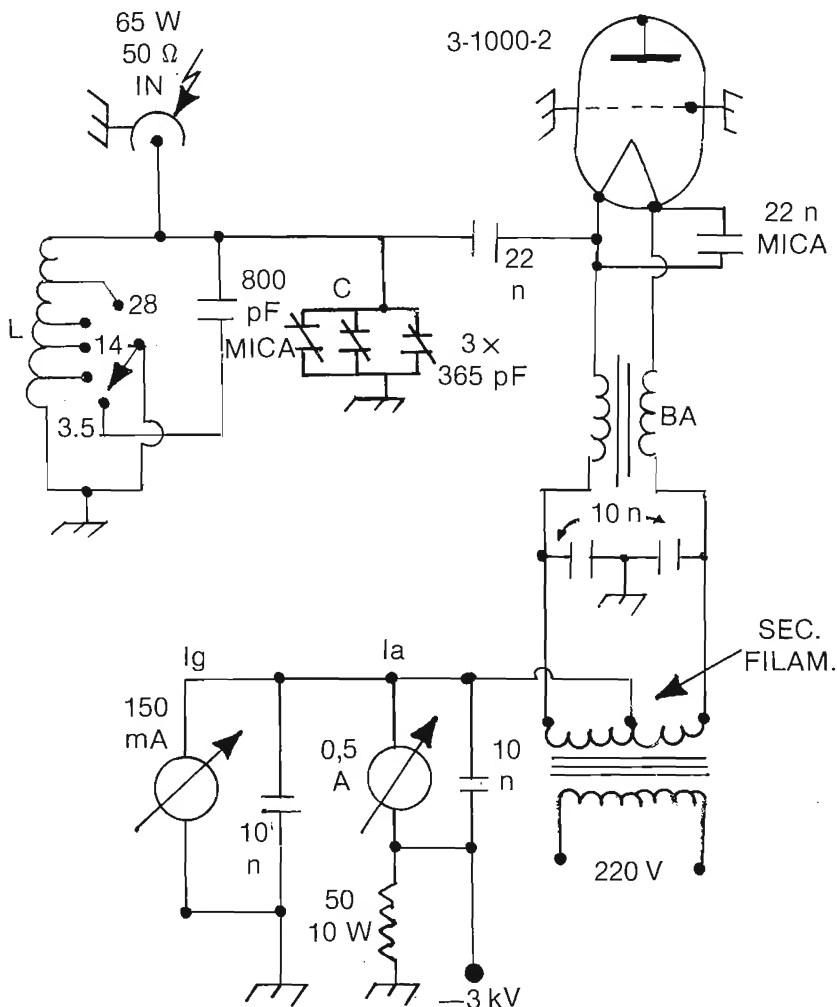 65 W
50 Ω
IN
3-1000-2
22 n
MICA
22
n
800
pF
MICA
C
3 ×
365 pF
L
28
14
3.5
BA
10 n
SEC.
FILAM.
Ig
Ia
150
mA
10
n
0,5
A
10
n
50
10 W
220 V
—3 kV